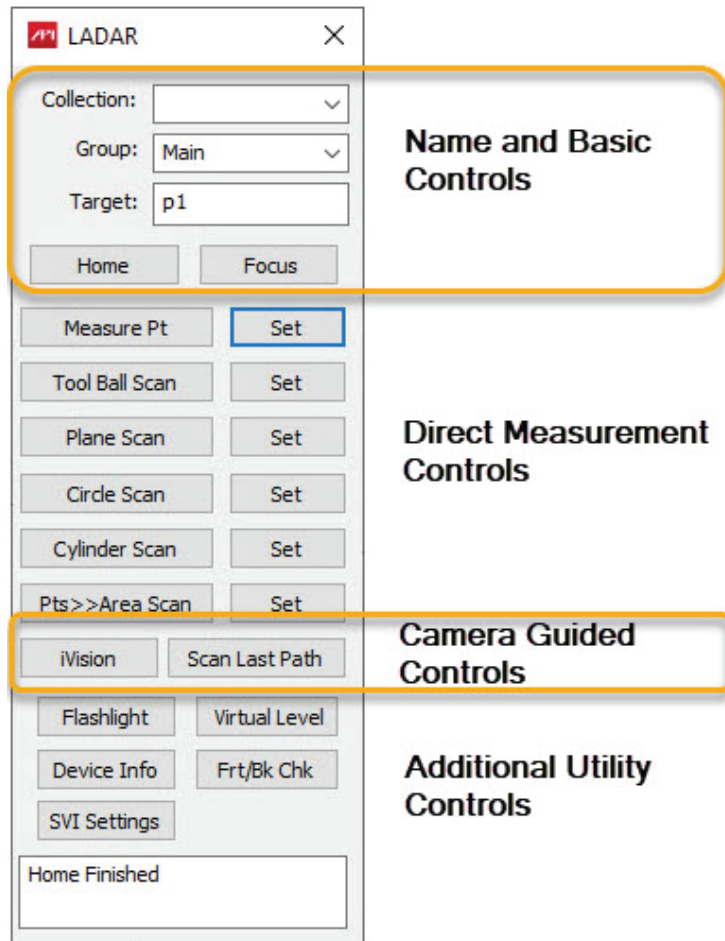 API LADAR
Collection:
Group: Main
Target: p1
Home Focus
Name and Basic
Controls
Measure Pt Set
Tool Ball Scan Set
Plane Scan Set
Circle Scan Set
Cylinder Scan Set
Pts>>Area Scan Set
Direct Measurement
Controls
iVision Scan Last Path
Camera Guided
Controls
Flashlight Virtual Level
Device Info Frt/Bk Chk
SVI Settings
Additional Utility
Controls
Home Finished